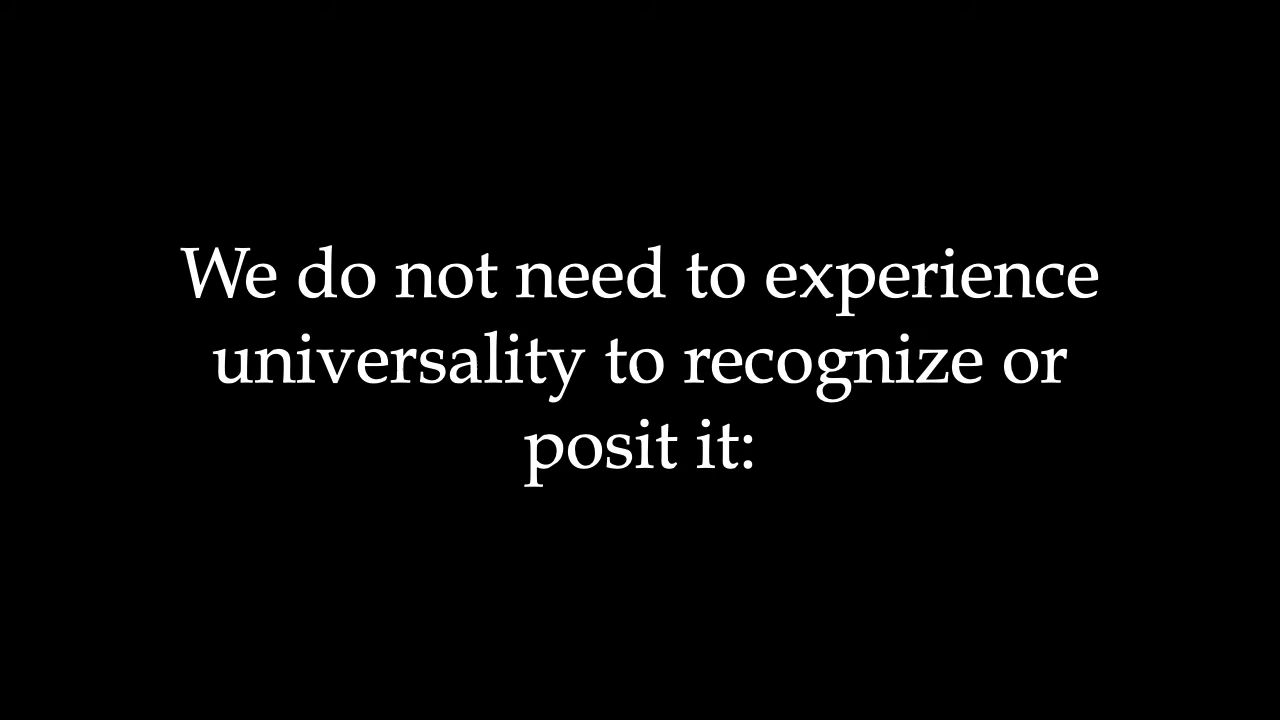 We do not need to experience
universality to recognize or
posit it: